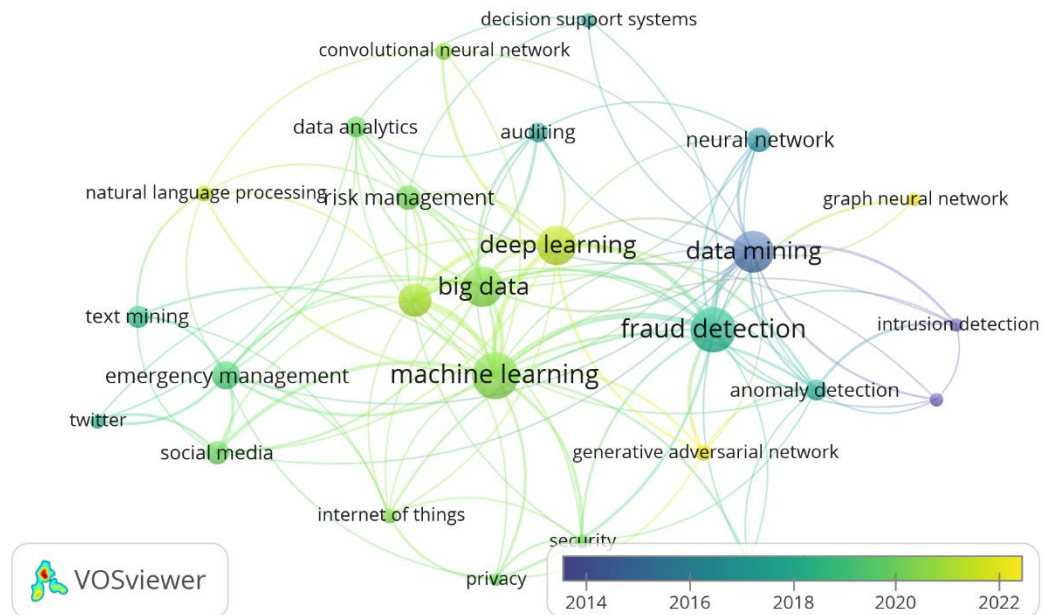 decision support systems
convolutional neural network
data analytics
auditing
neural network
natural language processing
risk management
graph neural network
deep learning
data mining
big data
text mining
fraud detection
intrusion detection
machine learning
emergency management
anomaly detection
twitter
social media
generative adversarial network
internet of things
security
privacy
VOSviewer
2014
2016
2018
2020
2022